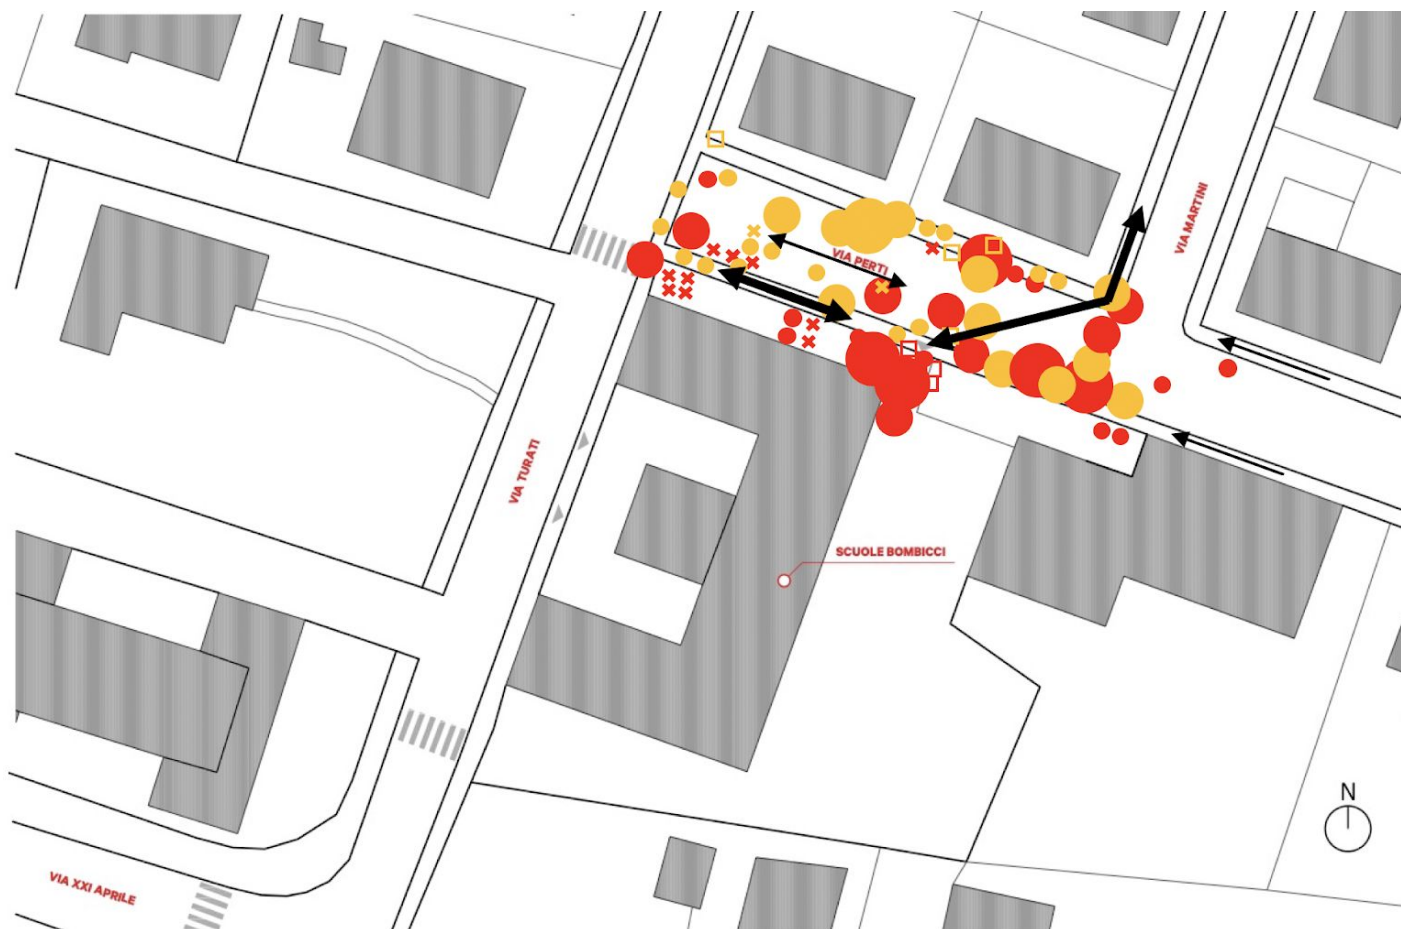 VIA MARTINI
VIA PERTI
VIA TURATI
SCUOLE BOMBICCI
N
VIA XXI APRILE